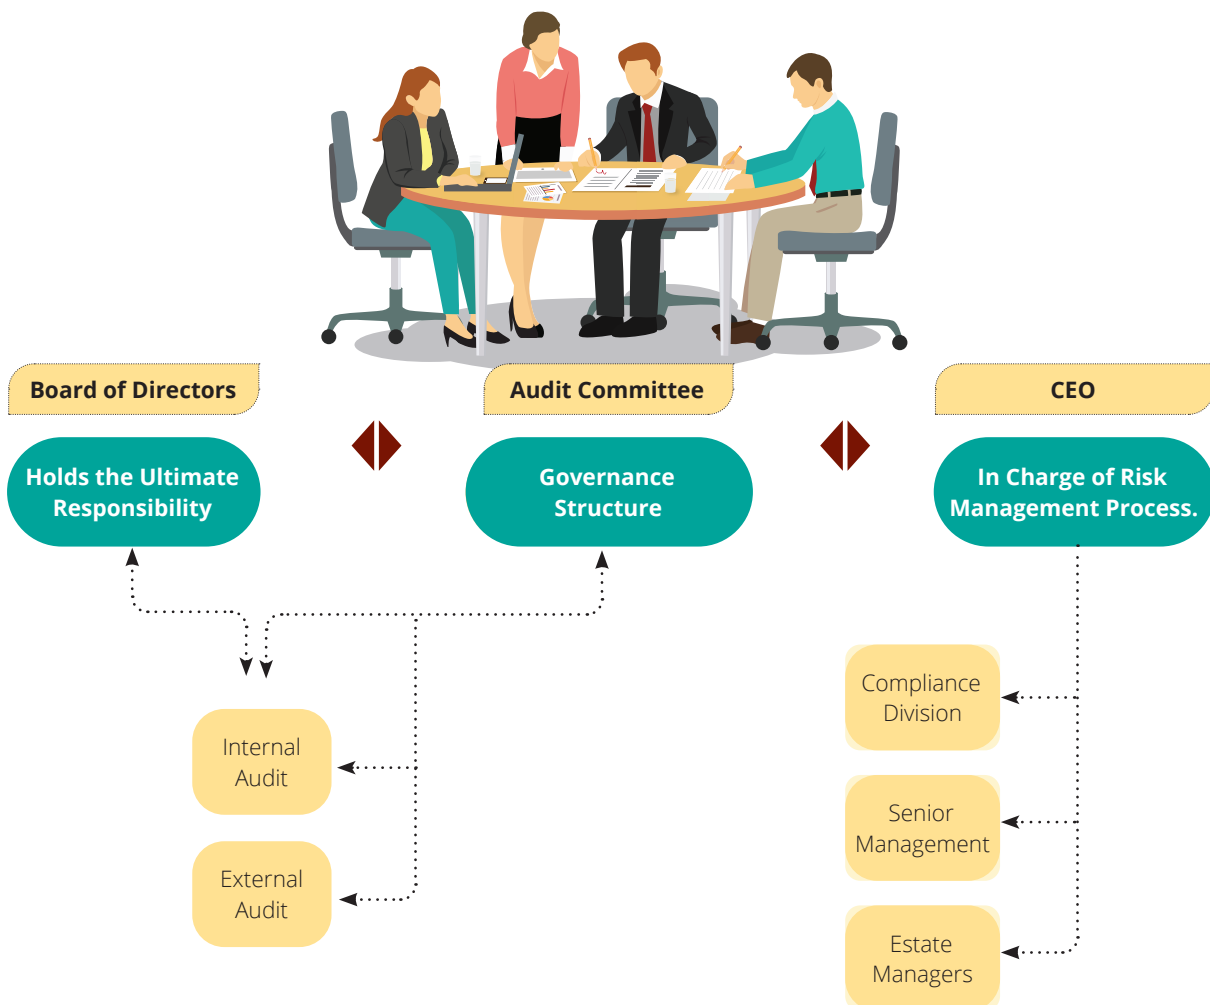 Board of Directors
Audit Committee
CEO
Holds the Ultimate
Responsibility
Governance
Structure
In Charge of Risk
Management Process.
Internal
Audit
External
Audit
Compliance
Division
Senior
Management
Estate
Managers